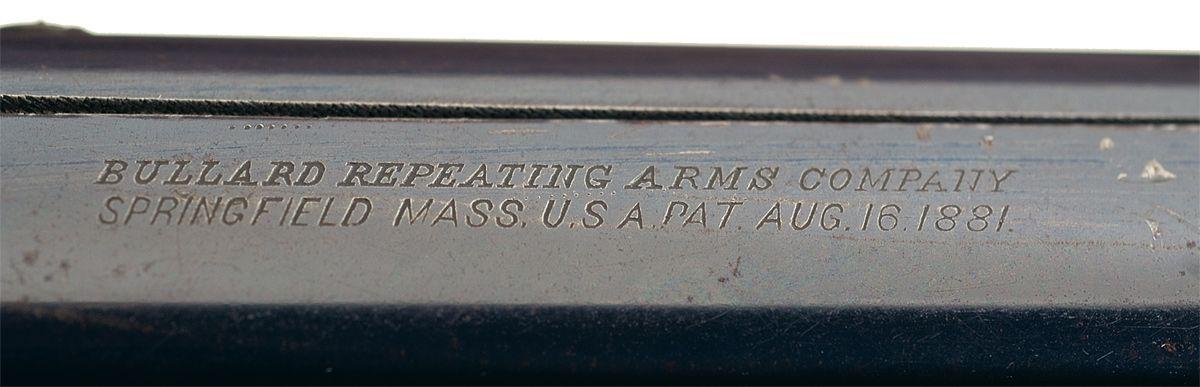 BULLARD REPEATING ARMS COMPANY
SPRINGFIELD MASS. U.S A. PAT. AUG. 16. 1881.